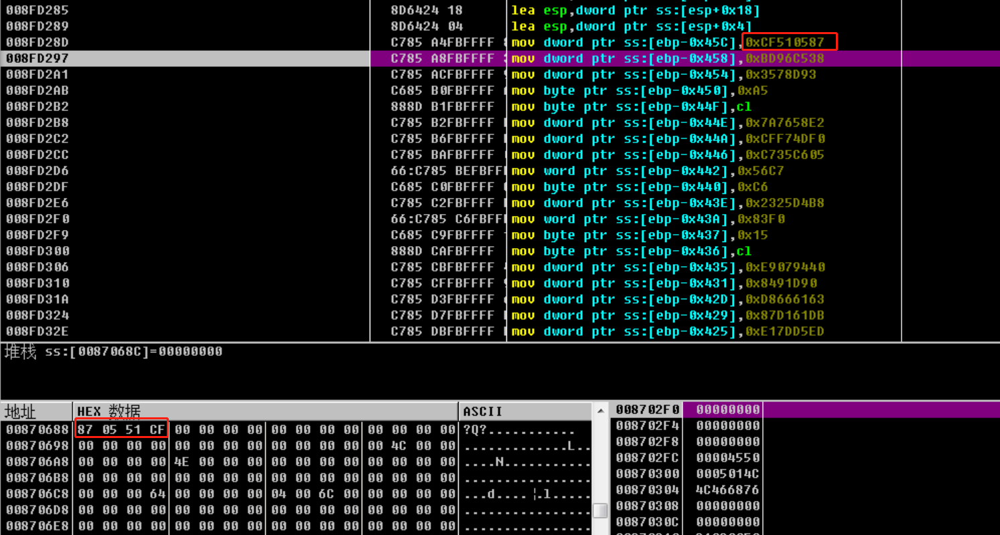 008FD285 8D6424 18 lea esp,dword ptr ss:[esp+0x18]
008FD289 8D6424 04 lea esp,dword ptr ss:[esp+0x4]
008FD28D C785 A4FBFFFF mov dword ptr ss:[ebp-0x45C],0xCF510587
008FD297 C785 A8FBFFFF mov dword ptr ss:[ebp-0x458],0xBD96C538
008FD2A1 C785 ACFBFFFF mov dword ptr ss:[ebp-0x454],0x3578D93
008FD2AB C685 B0FBFFFF mov byte ptr ss:[ebp-0x450],0xA5
008FD2B2 888D B1FBFFFF mov byte ptr ss:[ebp-0x44F],cl
008FD2B8 C785 B2FBFFFF mov dword ptr ss:[ebp-0x44E],0x7A7658E2
008FD2C2 C785 B6FBFFFF mov dword ptr ss:[ebp-0x44A],0xCFF74DF0
008FD2CC C785 BAFBFFFF mov dword ptr ss:[ebp-0x446],0xC735C605
008FD2D6 66:C785 BEFBFF mov word ptr ss:[ebp-0x442],0x56C7
008FD2DF C685 C0FBFFFF mov byte ptr ss:[ebp-0x440],0xC6
008FD2E6 C785 C2FBFFFF mov dword ptr ss:[ebp-0x43E],0x2325D4B8
008FD2F0 66:C785 C6FBFF mov word ptr ss:[ebp-0x43A],0x83F0
008FD2F9 C685 C9FBFFFF mov byte ptr ss:[ebp-0x437],0x15
008FD300 888D CAFBFFFF mov byte ptr ss:[ebp-0x436],cl
008FD306 C785 CBFBFFFF mov dword ptr ss:[ebp-0x435],0xE9079440
008FD310 C785 CFFBFFFF mov dword ptr ss:[ebp-0x431],0x8491D90
008FD31A C785 D3FBFFFF mov dword ptr ss:[ebp-0x42D],0xD8666163
008FD324 C785 D7FBFFFF mov dword ptr ss:[ebp-0x429],0x87D161DB
008FD32E C785 DBFBFFFF mov dword ptr ss:[ebp-0x425],0xE17DD5ED
堆栈 ss:[0087068C]=00000000
地址 HEX 数据 ASCII
00870688 87 05 51 CF 00 00 00 00 00 00 00 00 00 00 00 00 ?Q?...........
00870698 00 00 00 00 00 00 00 00 00 00 00 00 00 4C 00 00 .............L..
008706A8 00 00 00 00 4E 00 00 00 00 00 00 00 00 00 00 00 ....N...........
008706B8 00 00 00 00 00 00 00 00 00 00 00 00 00 00 00 00 ................
008706C8 00 00 00 64 00 00 00 00 04 00 6C 00 00 00 00 00 ...d.... ¦.l.....
008706D8 00 00 00 00 00 00 00 00 00 00 00 00 00 00 00 00 ................
008706E8 00 00 00 00 00 00 00 00 00 00 00 00 00 00 00 00 ................
008702F0 00000000
008702F4 00000000
008702F8 00000000
008702FC 00004550
00870300 0005014C
00870304 4C466876
00870308 00000000
0087030C 00000000